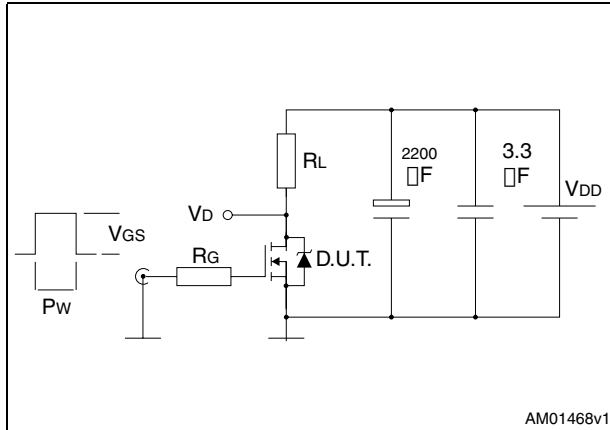 2200
▯F
3.3
▯F
RL
VDD
VD
VGS
RG
D.U.T.
PW
AM01468v1